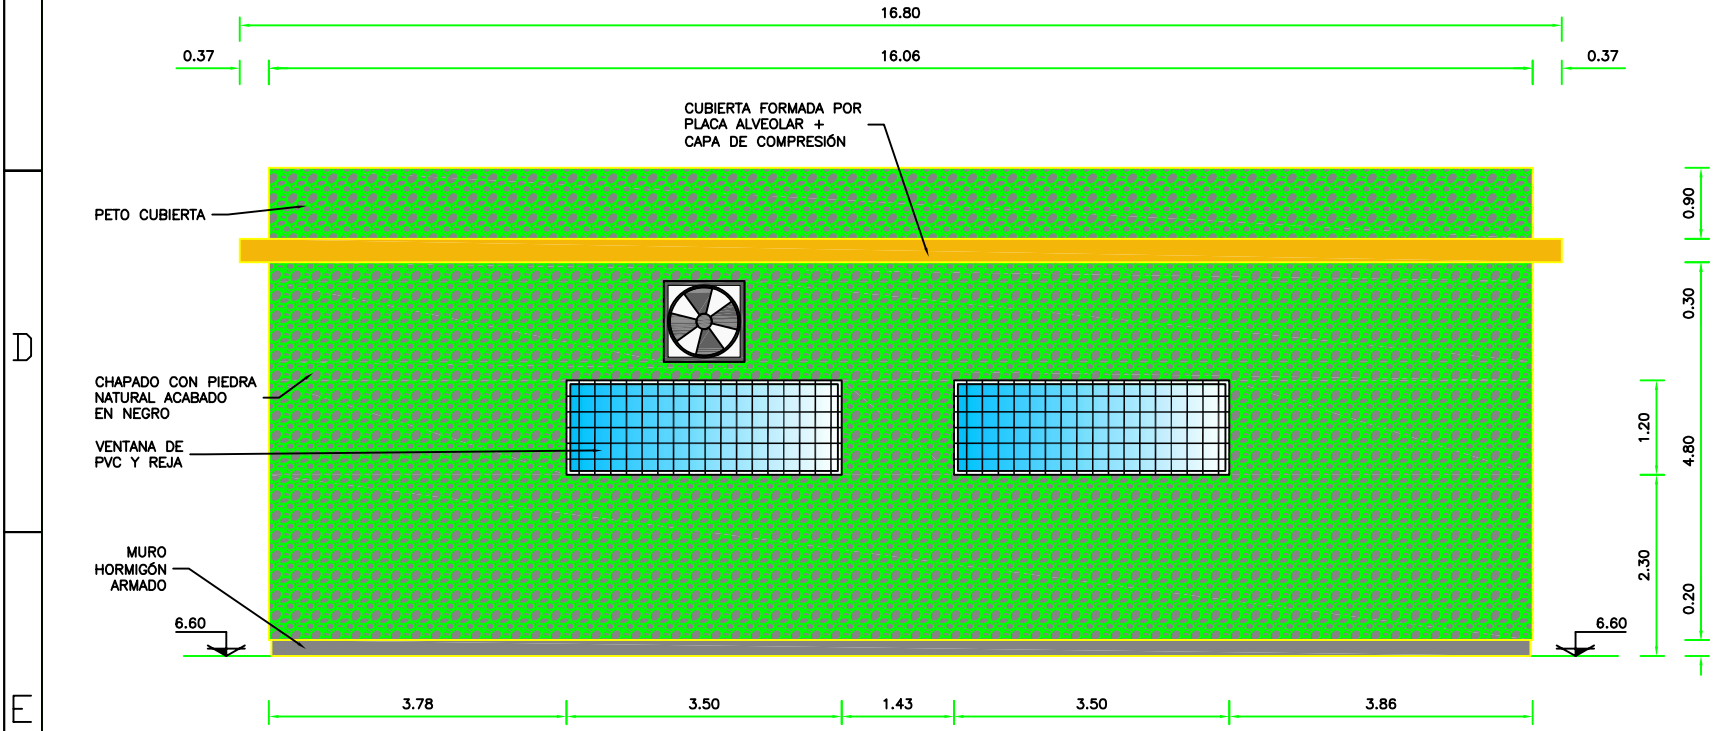 16.80
0.37
16.06
0.37
CUBIERTA FORMADA POR
PLACA ALVEOLAR +
CAPA DE COMPRESIÓN
PETO CUBIERTA
0.90
0.30
D
CHAPADO CON PIEDRA
NATURAL ACABADO
EN NEGRO
VENTANA DE
PVC Y REJA
1.20
4.80
MURO
HORMIGÓN
ARMADO
2.30
0.20
6.60
6.60
E
3.78
3.50
1.43
3.50
3.86